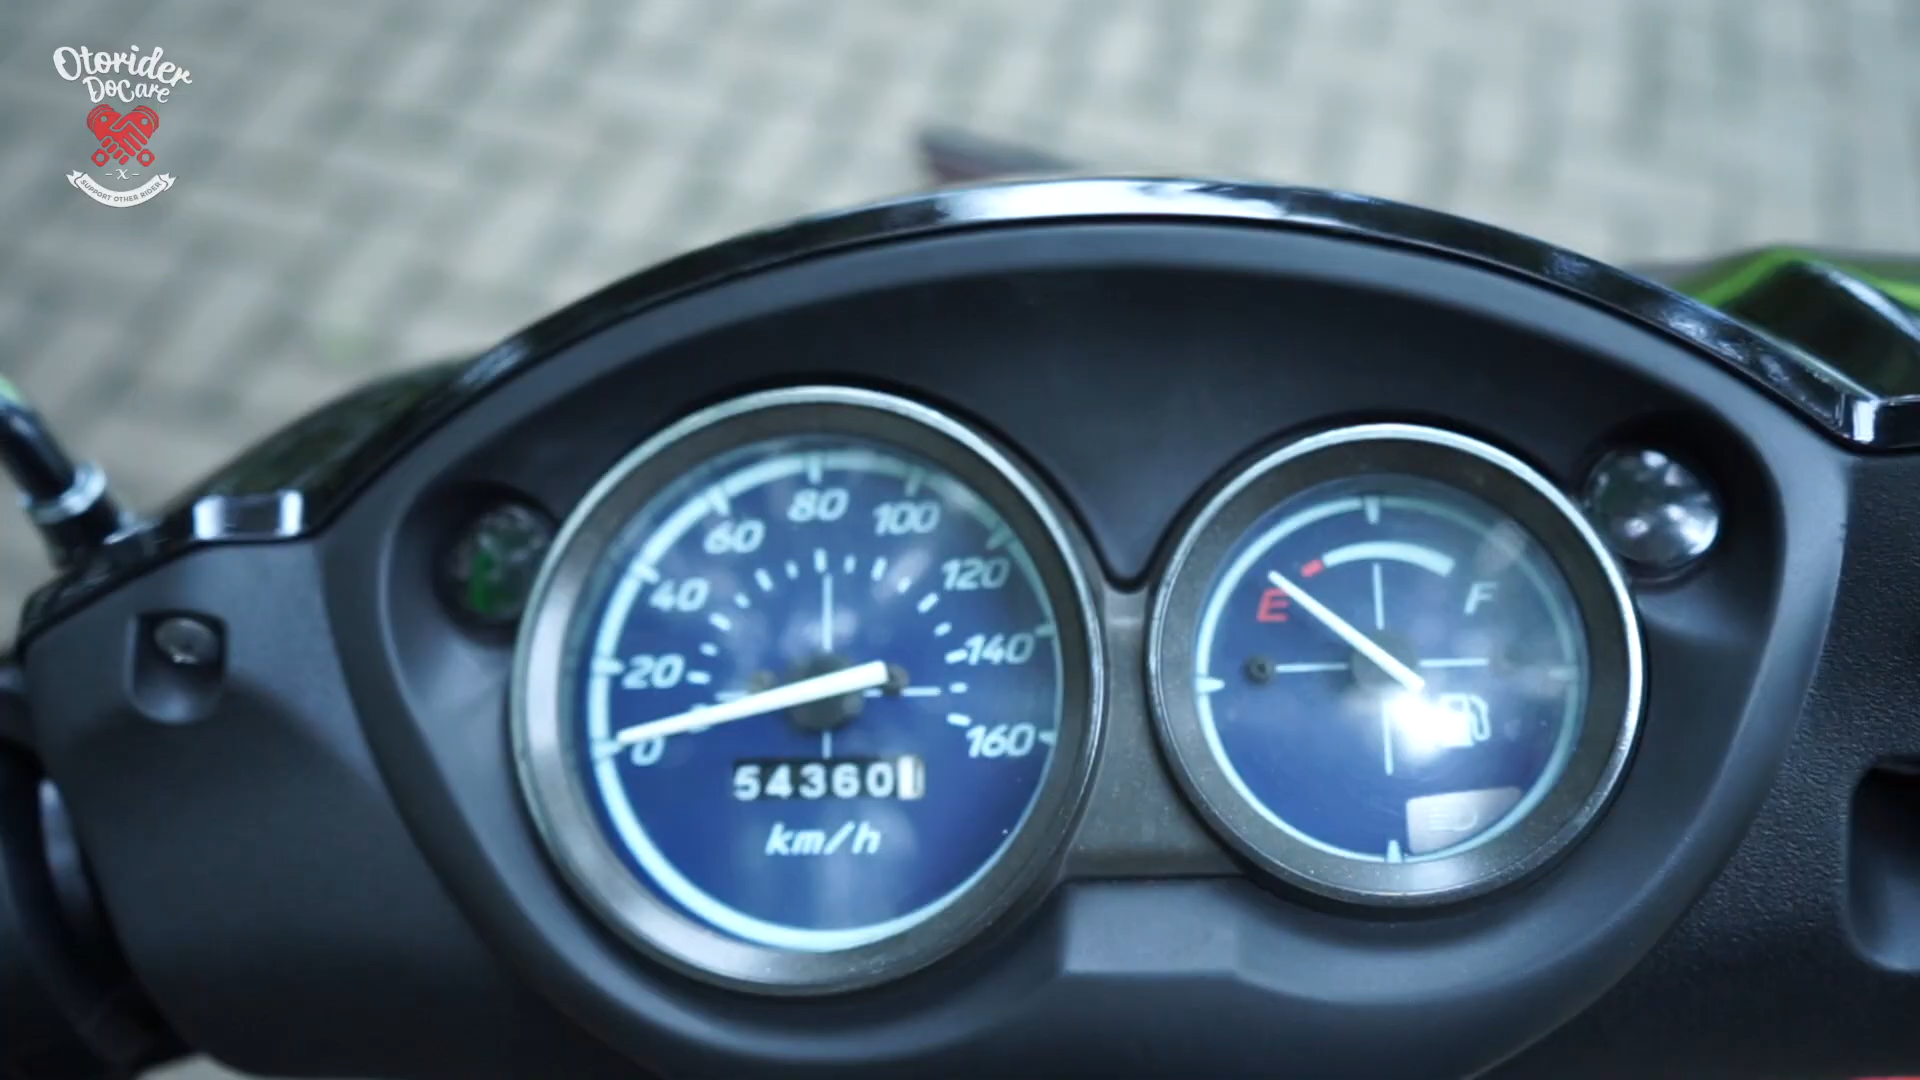 Otorider
DoCare
- X -
SUPPORT OTHER RIDER
0
20
40
60
80
100
120
140
160
54360
km/h
E
F